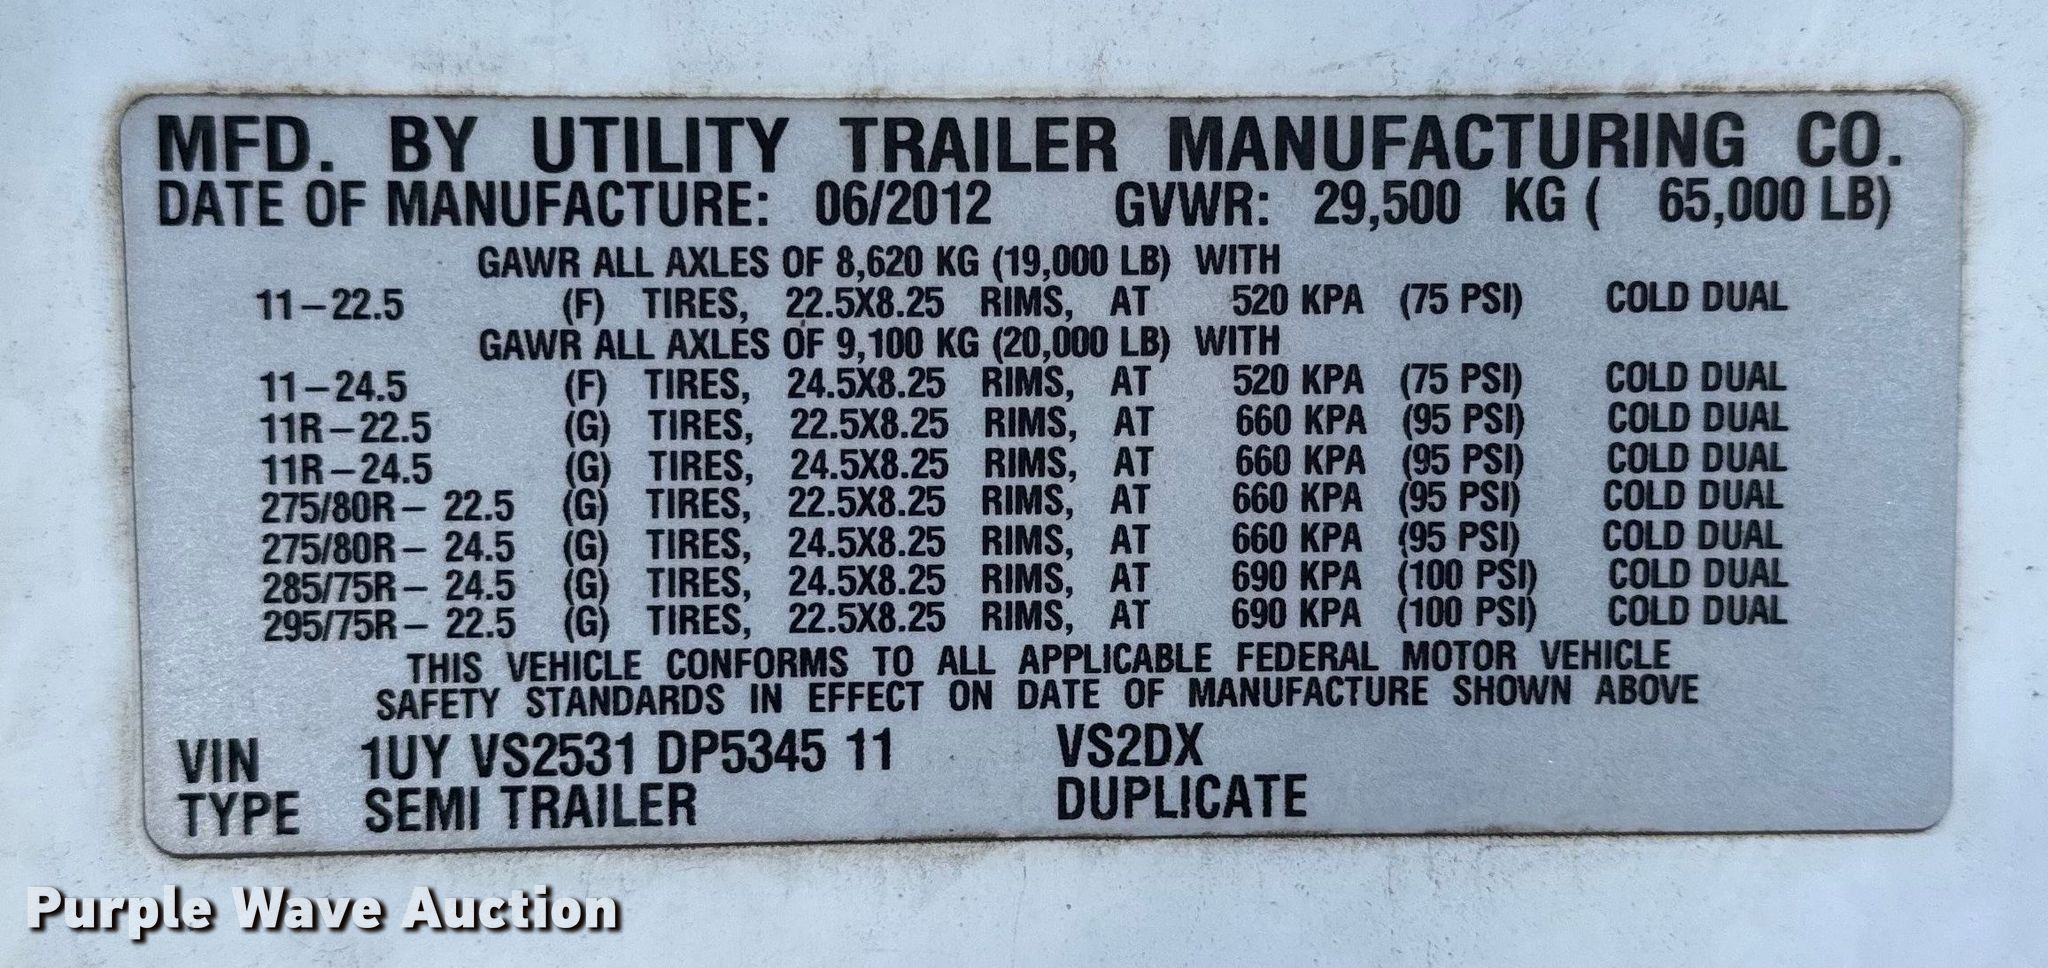 MFD. BY UTILITY TRAILER MANUFACTURING CO.
DATE OF MANUFACTURE: 06/2012 GVWR: 29,500 KG ( 65,000 LB)
GAWR ALL AXLES OF 8,620 KG (19,000 LB) WITH
11-22.5 (F) TIRES, 22.5X8.25 RIMS, AT 520 KPA (75 PSI) COLD DUAL
GAWR ALL AXLES OF 9,100 KG (20,000 LB) WITH
11-24.5 (F) TIRES, 24.5X8.25 RIMS, AT 520 KPA (75 PSI) COLD DUAL
11R-22.5 (G) TIRES, 22.5X8.25 RIMS, AT 660 KPA (95 PSI) COLD DUAL
11R-24.5 (G) TIRES, 24.5X8.25 RIMS, AT 660 KPA (95 PSI) COLD DUAL
275/80R- 22.5 (G) TIRES, 22.5X8.25 RIMS, AT 660 KPA (95 PSI) COLD DUAL
275/80R- 24.5 (G) TIRES, 24.5X8.25 RIMS, AT 660 KPA (95 PSI) COLD DUAL
285/75R- 24.5 (G) TIRES, 24.5X8.25 RIMS, AT 690 KPA (100 PSI) COLD DUAL
295/75R- 22.5 (G) TIRES, 22.5X8.25 RIMS, AT 690 KPA (100 PSI) COLD DUAL
THIS VEHICLE CONFORMS TO ALL APPLICABLE FEDERAL MOTOR VEHICLE
SAFETY STANDARDS IN EFFECT ON DATE OF MANUFACTURE SHOWN ABOVE
VIN 1UY VS2531 DP5345 11 VS2DX
TYPE SEMI TRAILER DUPLICATE
Purple Wave Auction